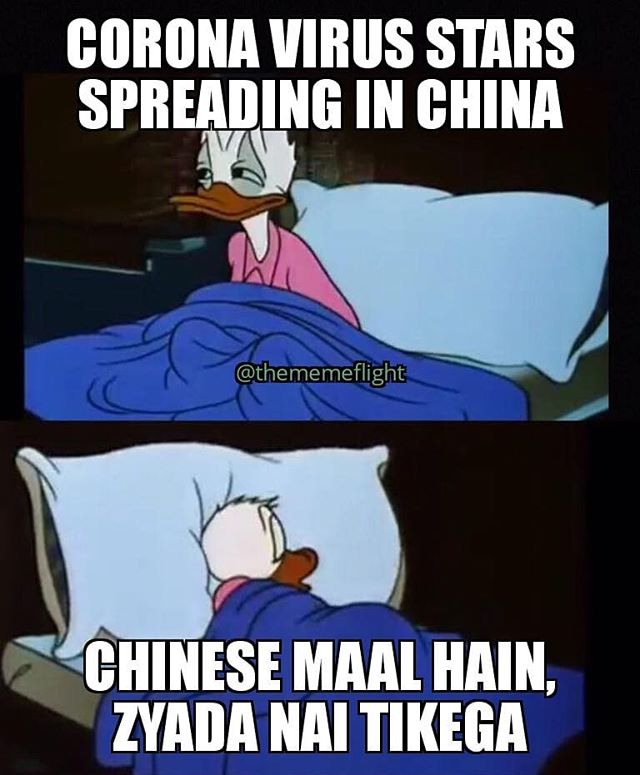 CORONA VIRUS STARS
SPREADING IN CHINA
@thememeflight
CHINESE MAAL HAIN,
ZYADA NAI TIKEGA